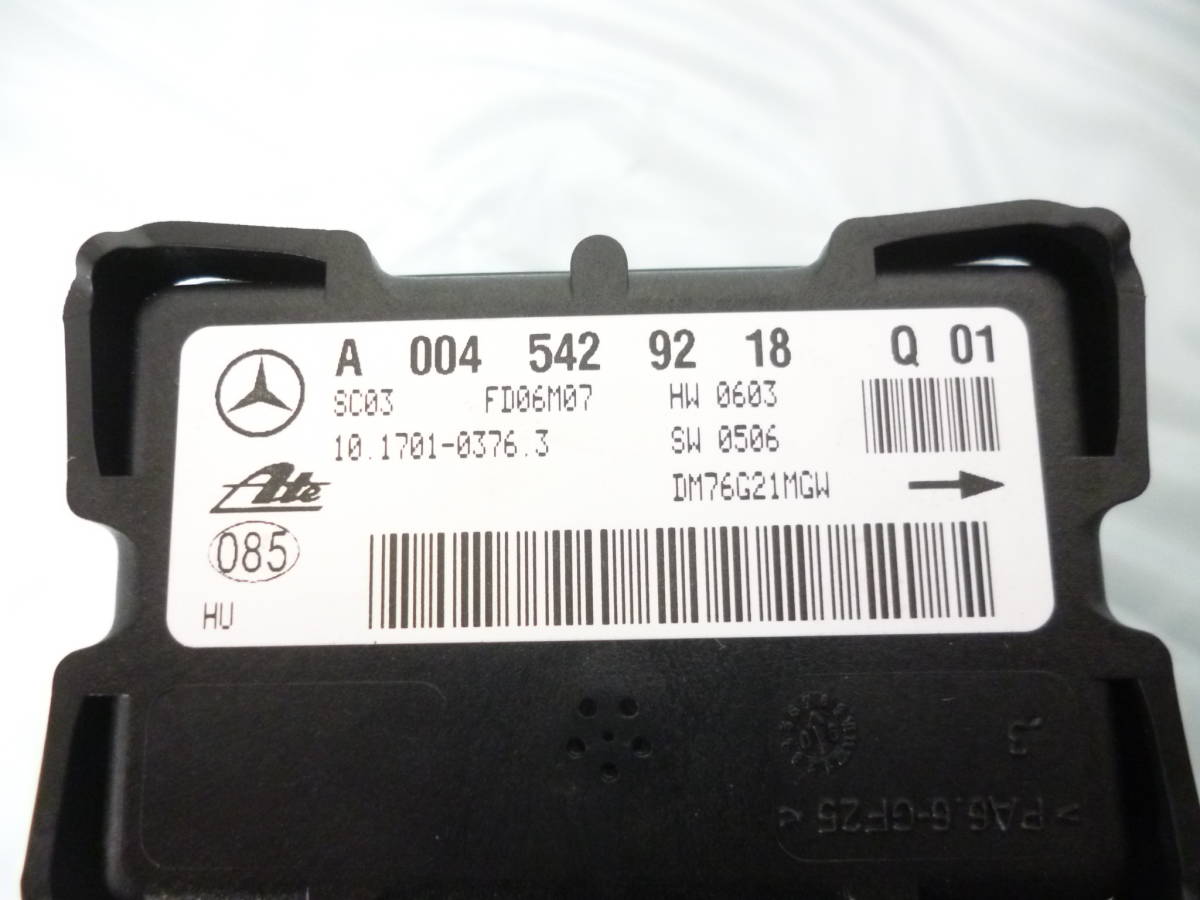 A 004 542 92 18 Q 01
SC03 FD06M07 HW 0603
10.1701-0376.3 SW 0506
Ate DM76G21MGW
085
HU
>PA6.6-GF25<